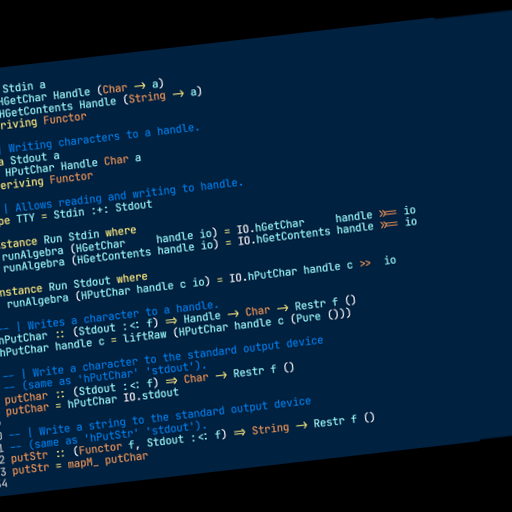 Stdin a
HGetChar Handle (Char → a)
HGetContents Handle (String → a)
riving Functor
| Writing characters to a handle.
a Stdout a
HPutChar Handle Char a
eriving Functor
| Allows reading and writing to handle.
pe TTY = Stdin :+: Stdout
nstance Run Stdin where
runAlgebra (HGetChar     handle io) = IO.hGetChar     handle >>= io
runAlgebra (HGetContents handle io) = IO.hGetContents handle >>= io
nstance Run Stdout where
runAlgebra (HPutChar handle c io) = IO.hPutChar handle c >>  io
-- | Writes a character to a handle.
hPutChar :: (Stdout :<: f) ⇒ Handle → Char → Restr f ()
hPutChar handle c = liftRaw (HPutChar handle c (Pure ()))
-- | Write a character to the standard output device
-- (same as 'hPutChar' 'stdout').
putChar :: (Stdout :<: f) ⇒ Char → Restr f ()
putChar = hPutChar IO.stdout
0 -- | Write a string to the standard output device
1 -- (same as 'hPutStr' 'stdout').
2 putStr :: (Functor f, Stdout :<: f) ⇒ String → Restr f ()
3 putStr = mapM_ putChar
54